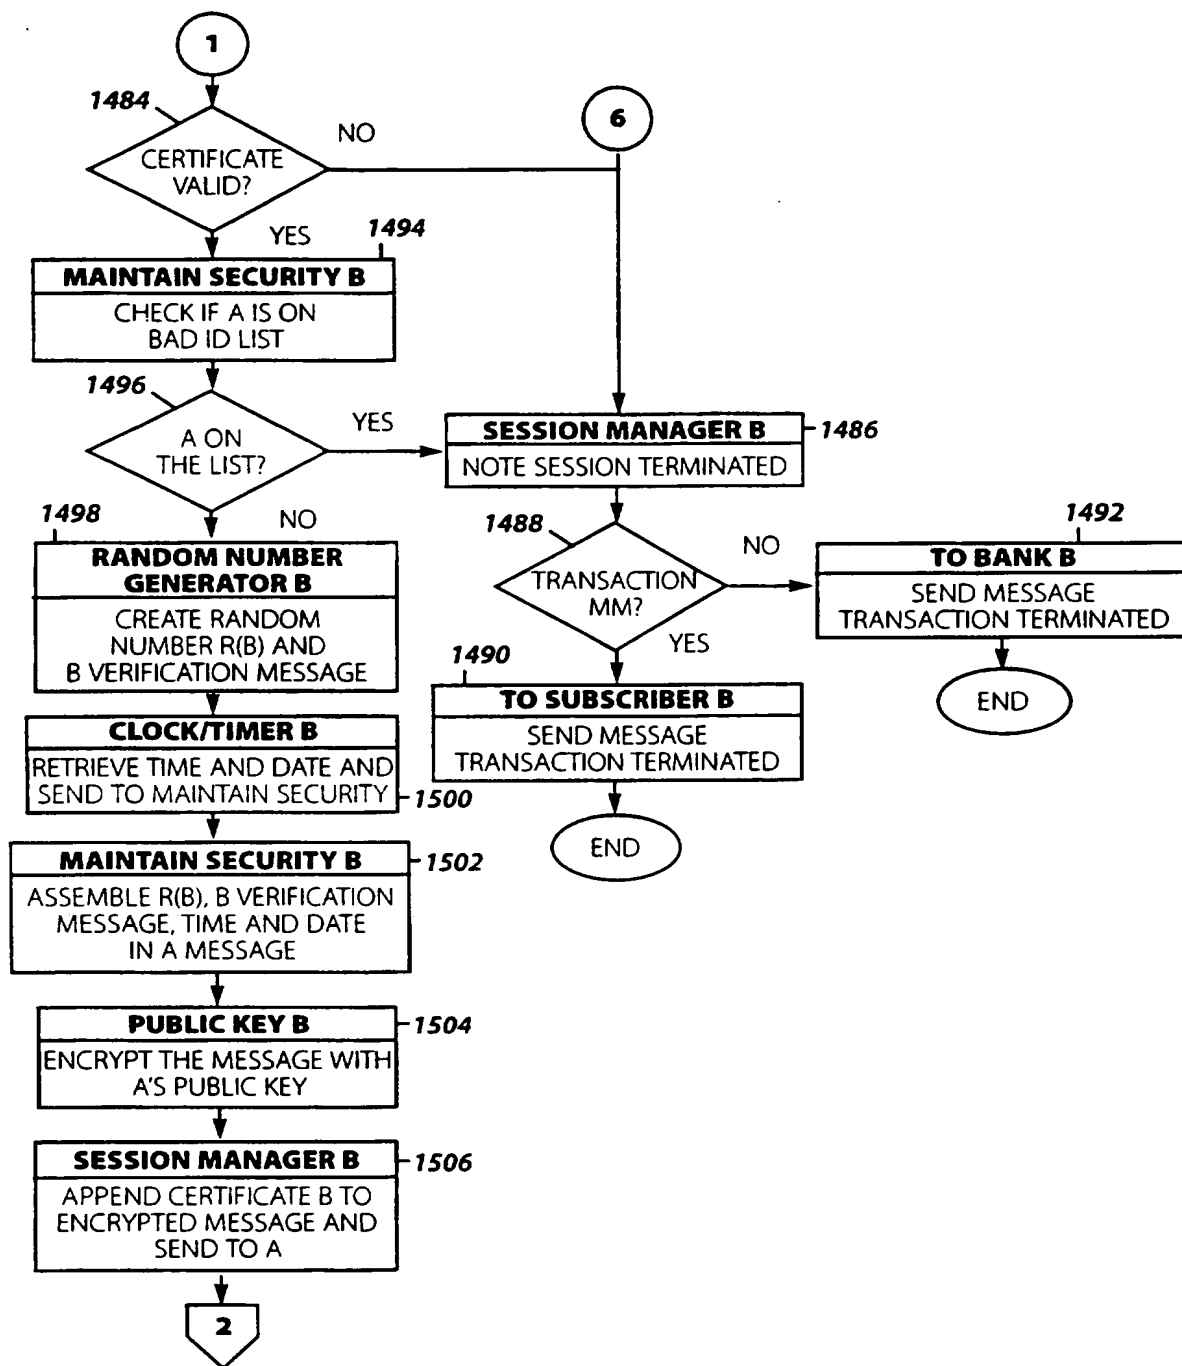 1
1484
CERTIFICATE
VALID?
NO
6
YES
1494
MAINTAIN SECURITY B
CHECK IF A IS ON
BAD ID LIST
1496
A ON
THE LIST?
YES
SESSION MANAGER B
1486
NOTE SESSION TERMINATED
NO
1498
RANDOM NUMBER
GENERATOR B
CREATE RANDOM
NUMBER R(B) AND
B VERIFICATION MESSAGE
1488
TRANSACTION
MM?
NO
1492
TO BANK B
SEND MESSAGE
TRANSACTION TERMINATED
END
YES
1490
TO SUBSCRIBER B
SEND MESSAGE
TRANSACTION TERMINATED
END
CLOCK/TIMER B
RETRIEVE TIME AND DATE AND
SEND TO MAINTAIN SECURITY
1500
MAINTAIN SECURITY B
1502
ASSEMBLE R(B), B VERIFICATION
MESSAGE, TIME AND DATE
IN A MESSAGE
PUBLIC KEY B
1504
ENCRYPT THE MESSAGE WITH
A'S PUBLIC KEY
SESSION MANAGER B
1506
APPEND CERTIFICATE B TO
ENCRYPTED MESSAGE AND
SEND TO A
2